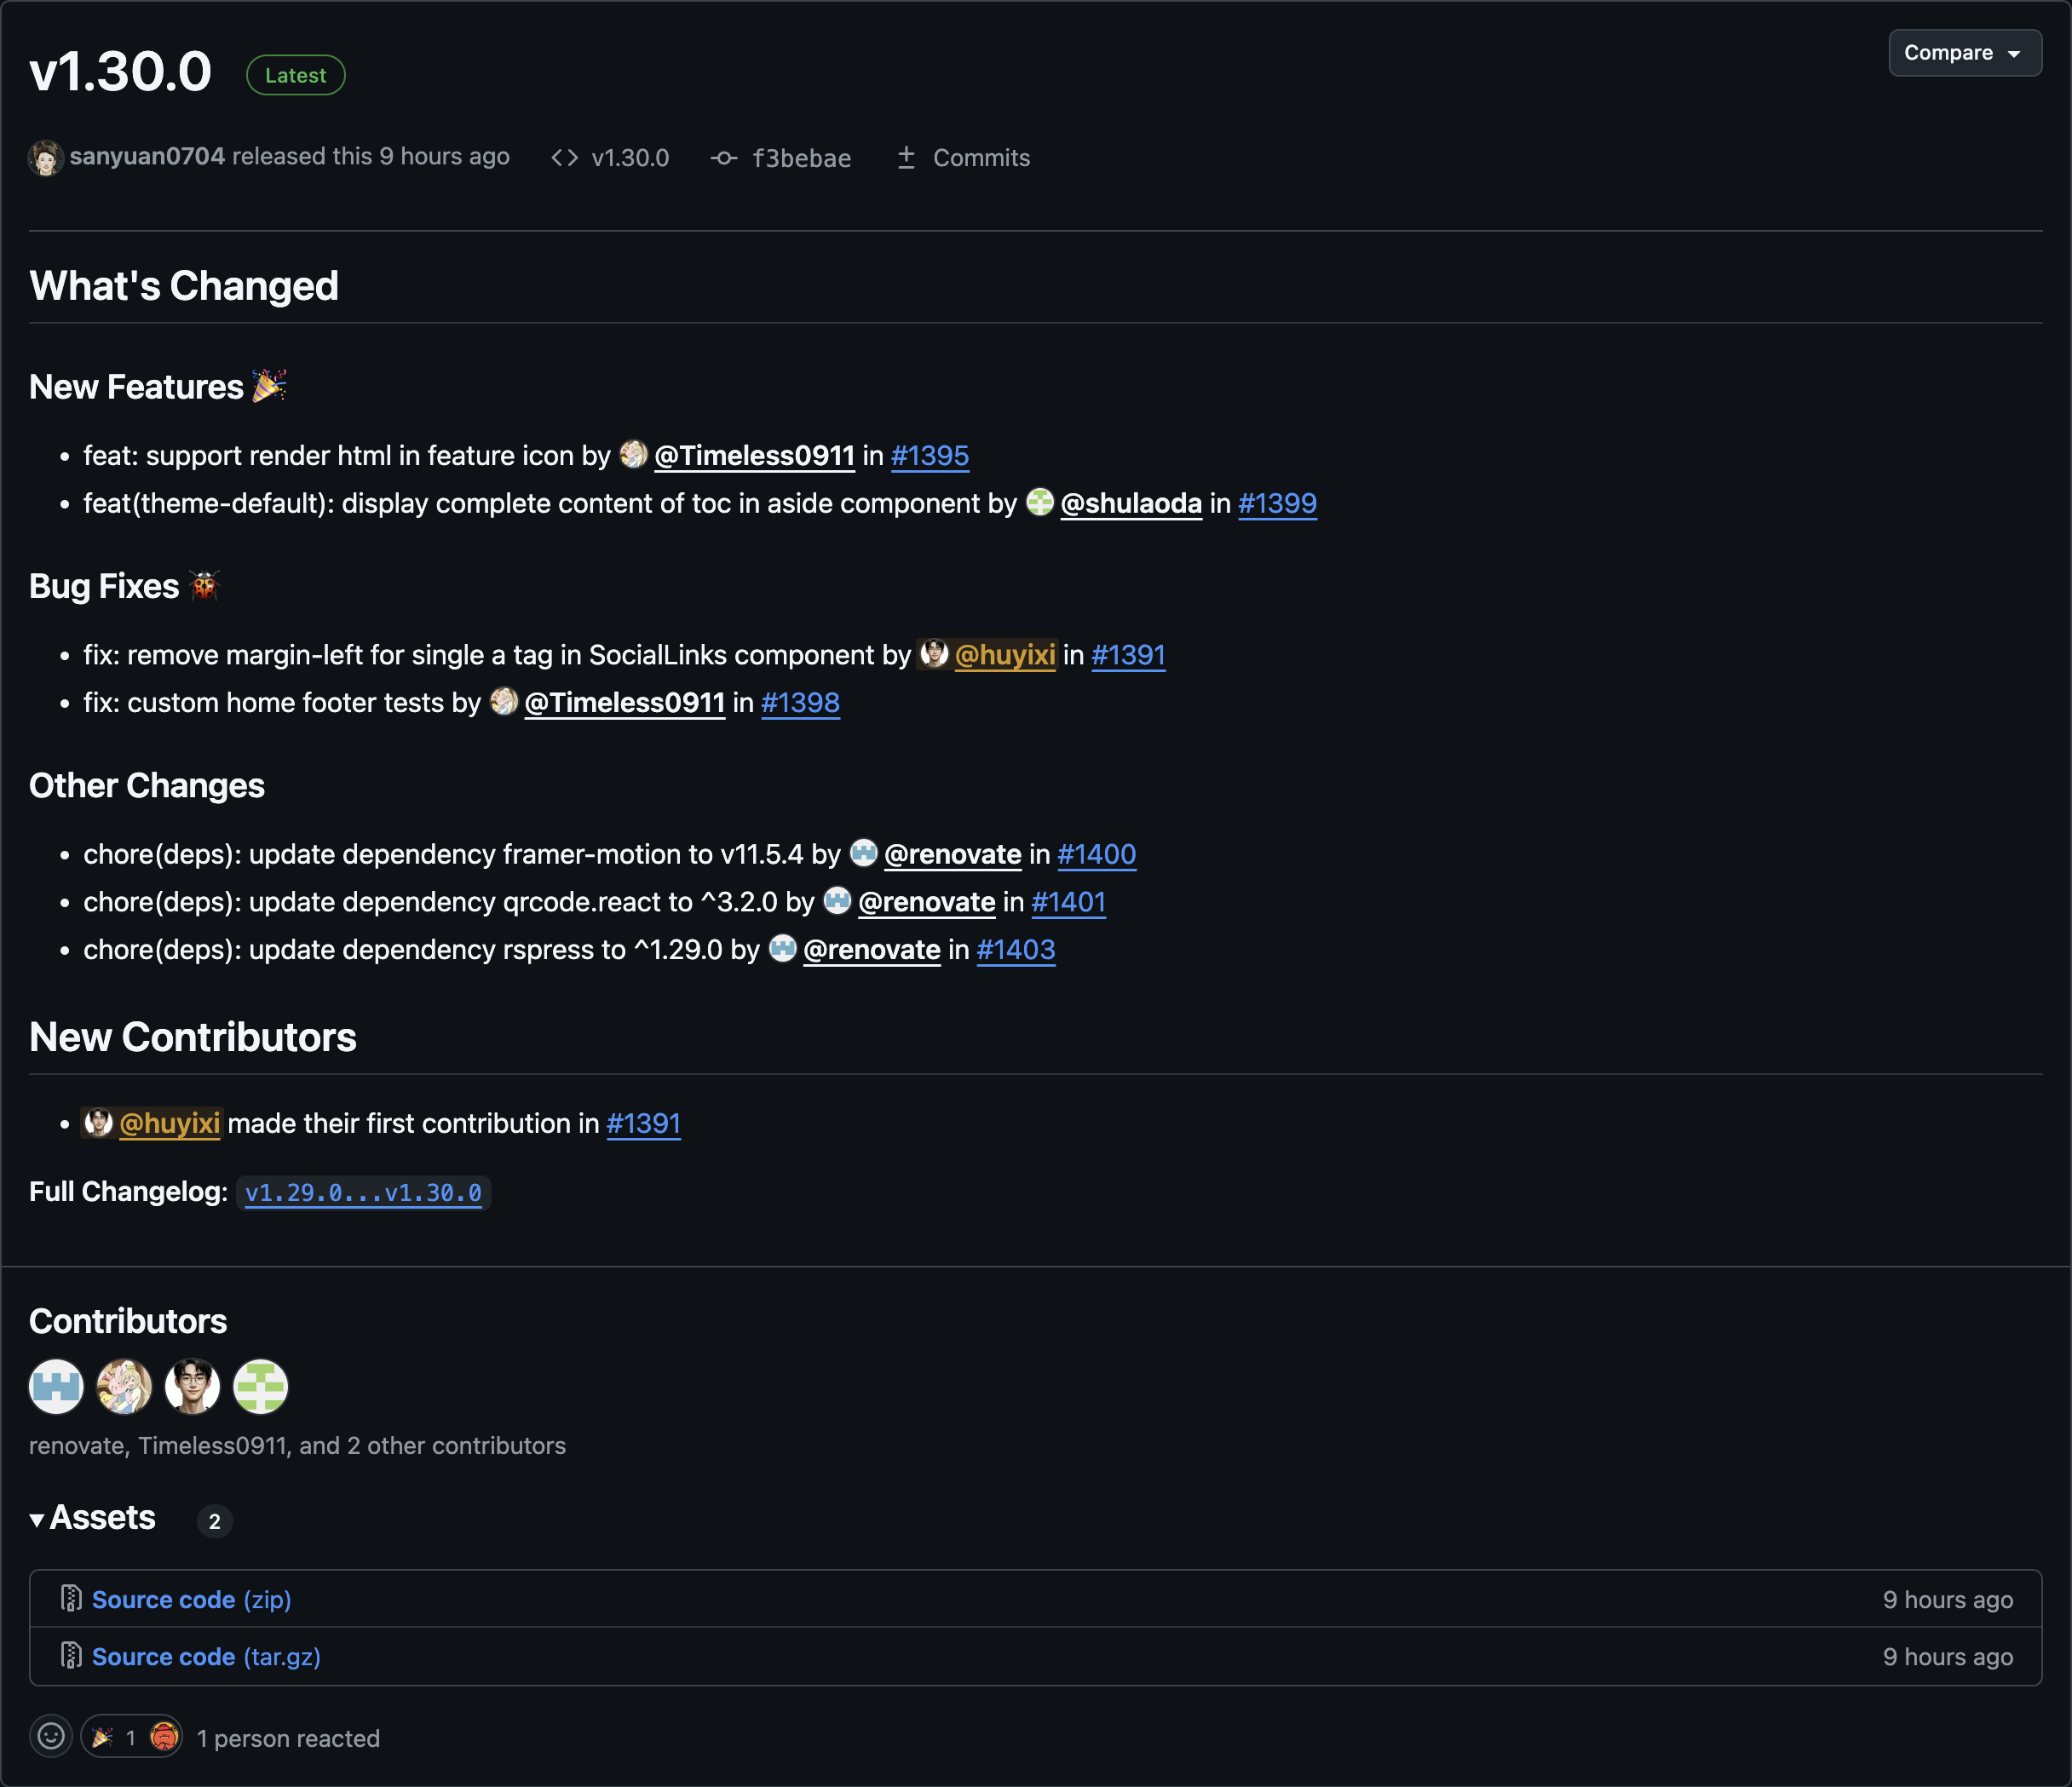 v1.30.0 Latest Compare
sanyuan0704 released this 9 hours ago v1.30.0 f3bebae Commits
What's Changed
New Features 🎉
• feat: support render html in feature icon by @Timeless0911 in #1395
• feat(theme-default): display complete content of toc in aside component by @shulaoda in #1399
Bug Fixes 🐞
• fix: remove margin-left for single a tag in SocialLinks component by @huyixi in #1391
• fix: custom home footer tests by @Timeless0911 in #1398
Other Changes
• chore(deps): update dependency framer-motion to v11.5.4 by @renovate in #1400
• chore(deps): update dependency qrcode.react to ^3.2.0 by @renovate in #1401
• chore(deps): update dependency rspress to ^1.29.0 by @renovate in #1403
New Contributors
• @huyixi made their first contribution in #1391
Full Changelog: v1.29.0...v1.30.0
Contributors
renovate, Timeless0911, and 2 other contributors
Assets 2
Source code (zip) 9 hours ago
Source code (tar.gz) 9 hours ago
🎉 1 1 person reacted